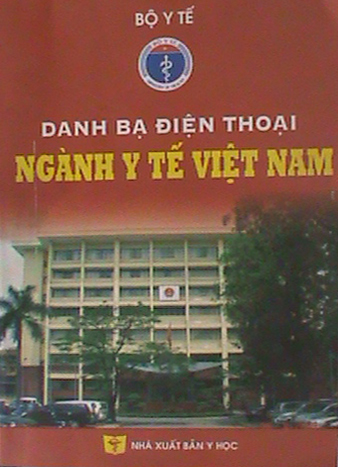 BỘ Y TẾ
DANH BẠ ĐIỆN THOẠI
NGÀNH Y TẾ VIỆT NAM
NHÀ XUẤT BẢN Y HỌC